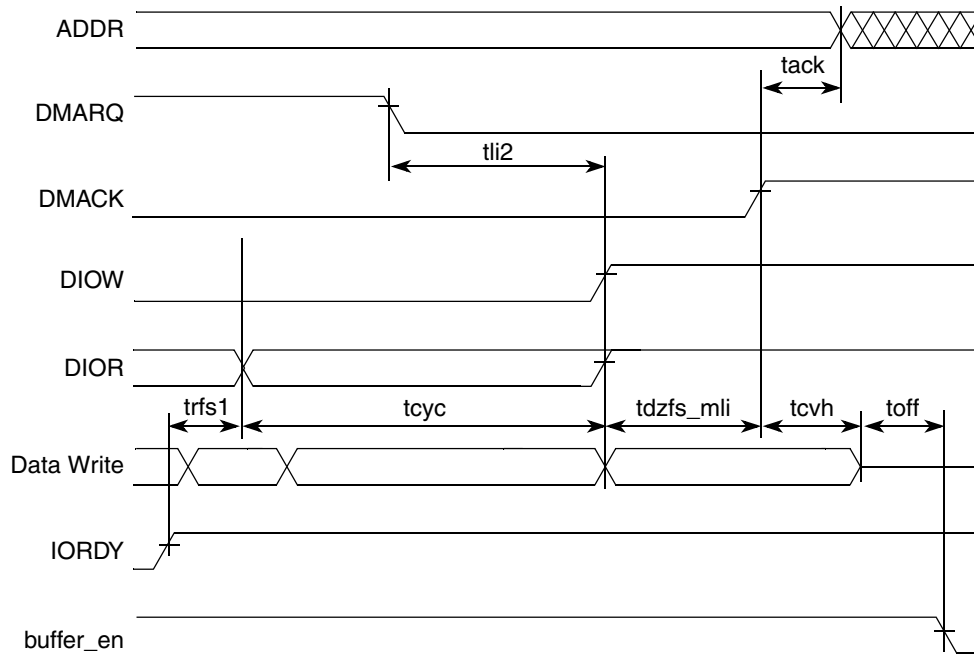 ADDR
tack
DMARQ
tli2
DMACK
DIOW
DIOR
trfs1 tcyc tdzfs_mli tcvh toff
Data Write
IORDY
buffer_en